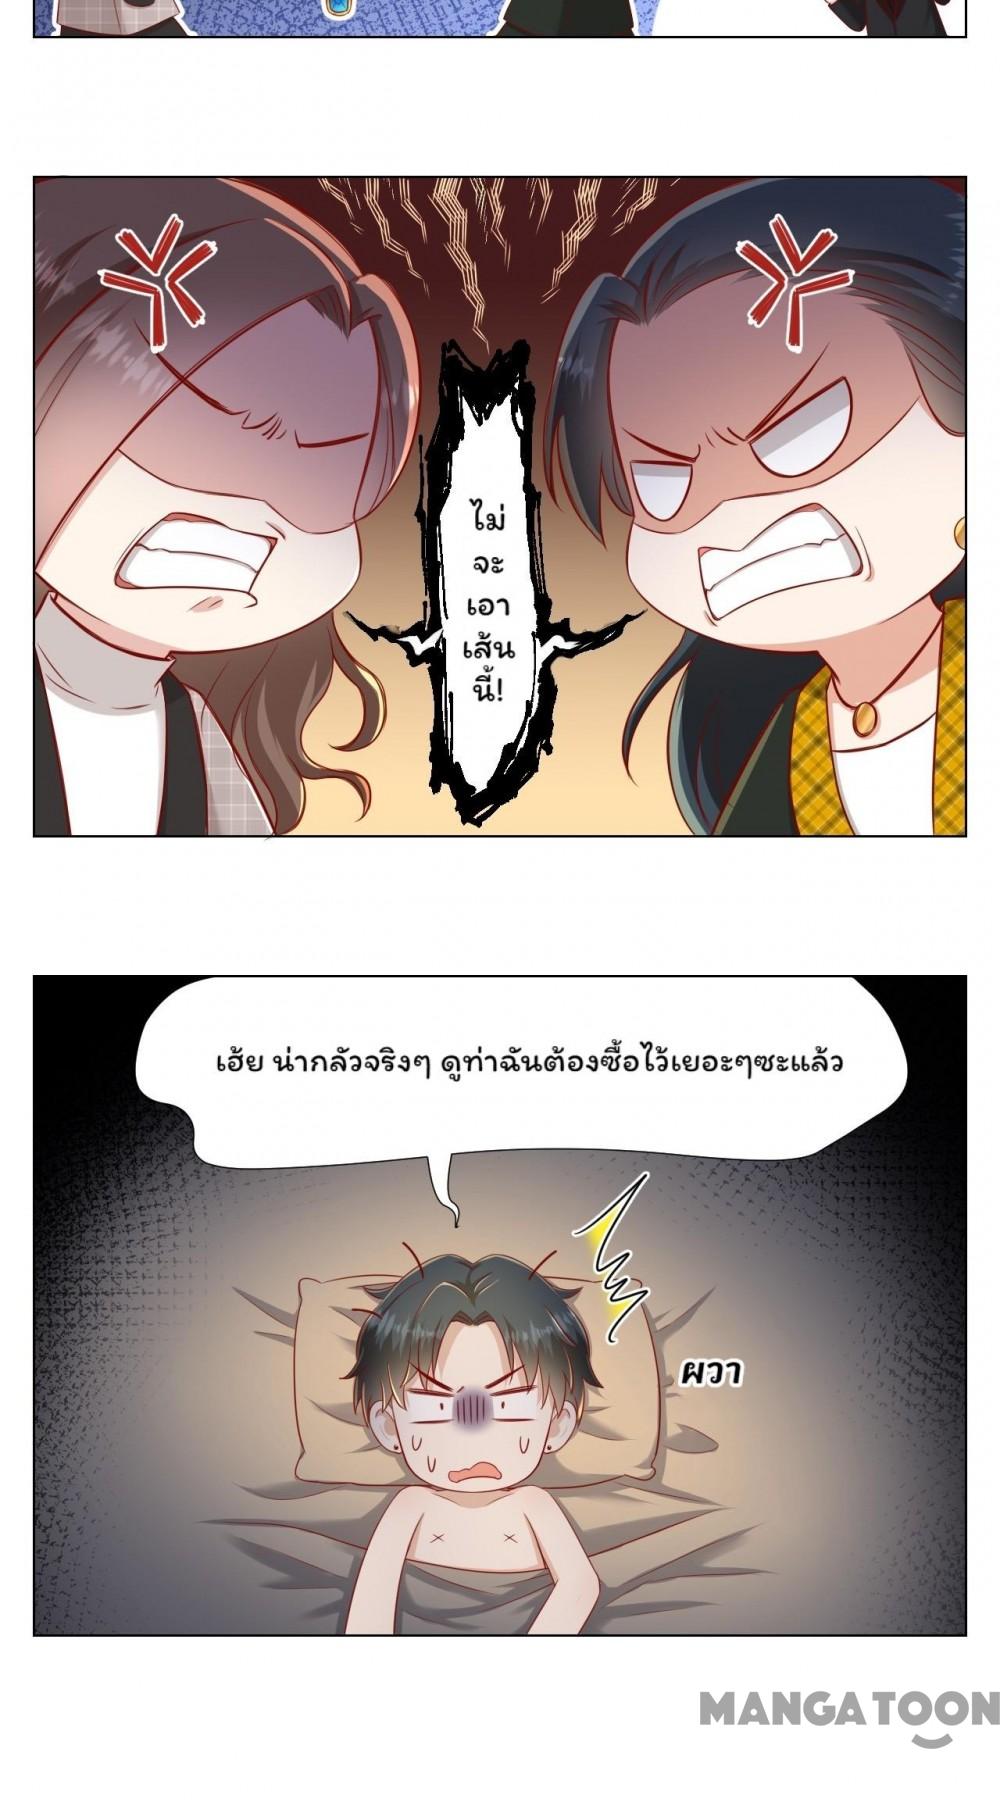 ไม่
จะ
เอา
เส้น
นี้!
เฮ้ย น่ากลัวจริงๆ ดูท่าฉันต้องซื้อไว้เยอะๆซะแล้ว
ผวา
MANGATOON